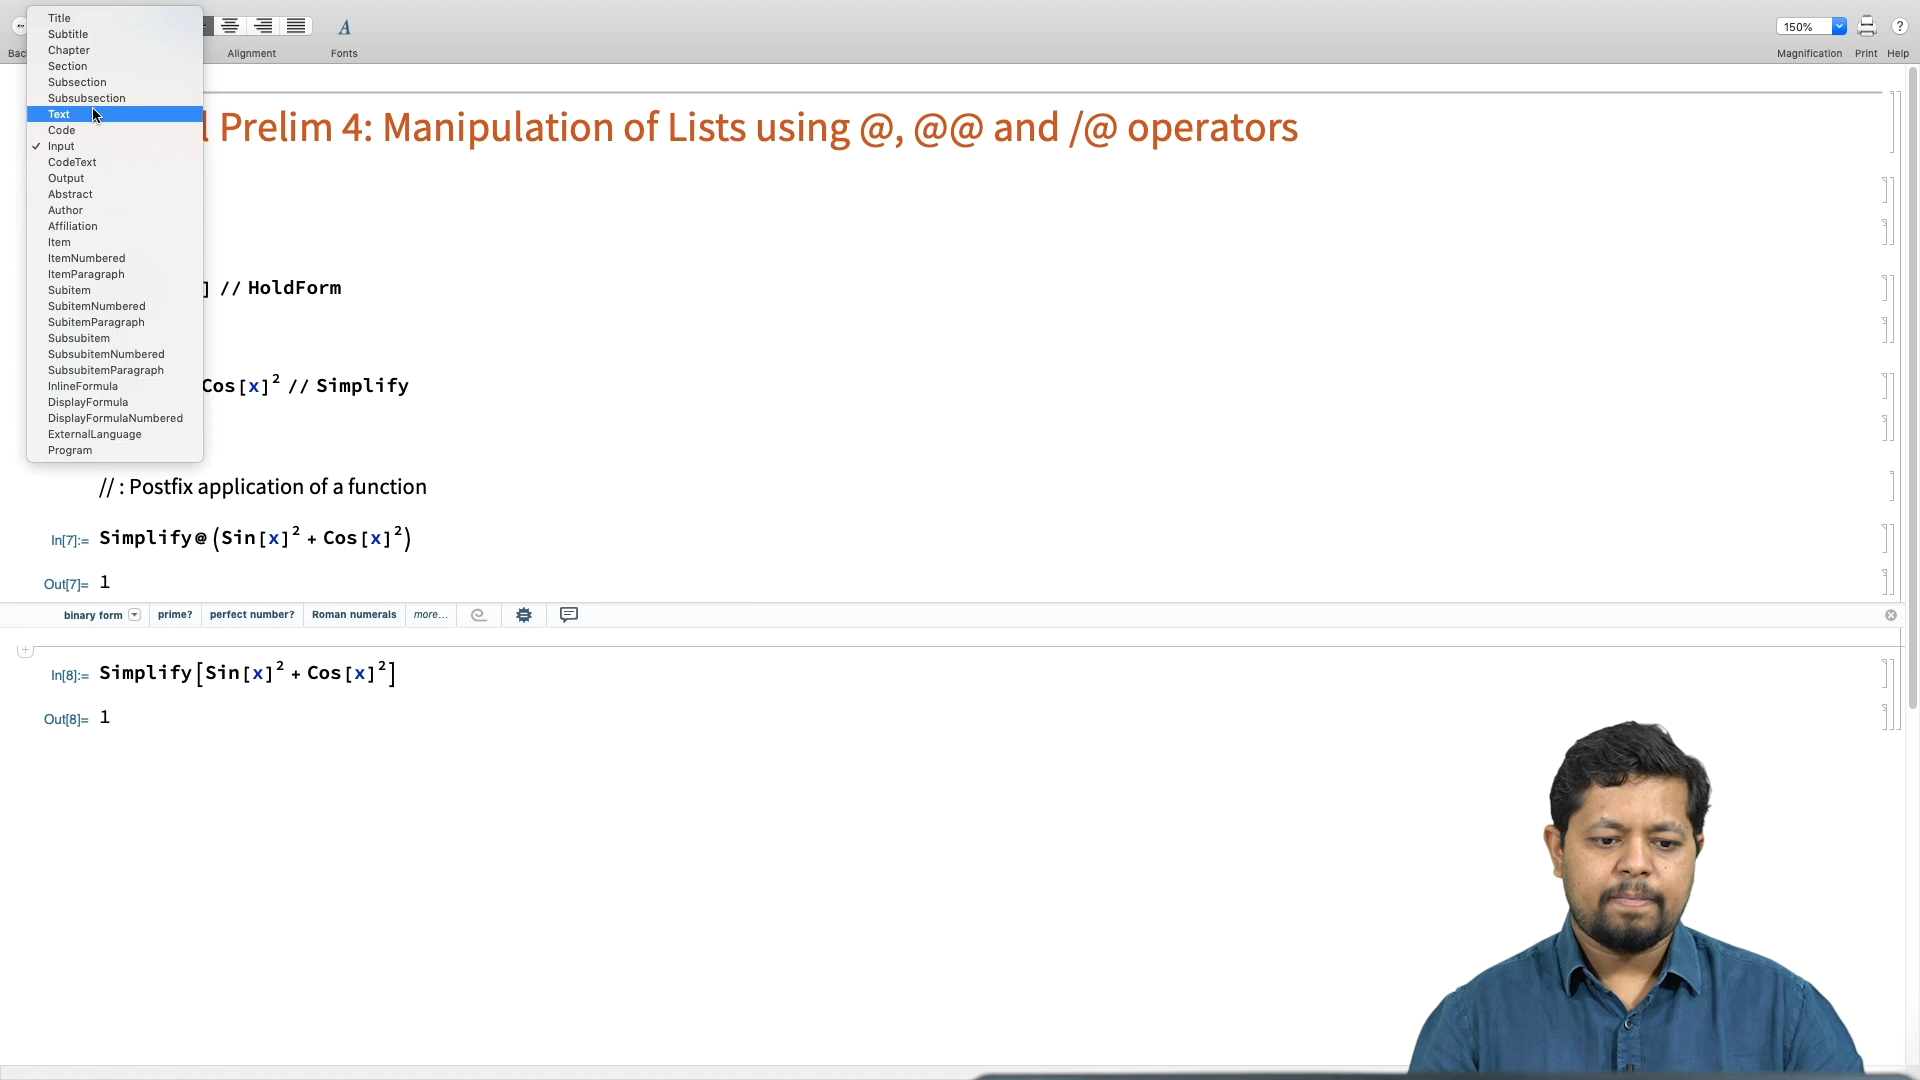 Title
Subtitle
Chapter
Section
Subsection
Subsubsection
Text
Code
✓ Input
CodeText
Output
Abstract
Author
Affiliation
Item
ItemNumbered
ItemParagraph
Subitem
SubitemNumbered
SubitemParagraph
Subsubitem
SubsubitemNumbered
SubsubitemParagraph
InlineFormula
DisplayFormula
DisplayFormulaNumbered
ExternalLanguage
Program
Alignment
A
Fonts
150%
Magnification
Print
?
Help
l Prelim 4: Manipulation of Lists using @, @@ and /@ operators
] // HoldForm
Cos[x]² // Simplify
// : Postfix application of a function
In[7]:= Simplify@(Sin[x]² + Cos[x]²)
Out[7]= 1
binary form prime? perfect number? Roman numerals more...
In[8]:= Simplify[Sin[x]² + Cos[x]²]
Out[8]= 1